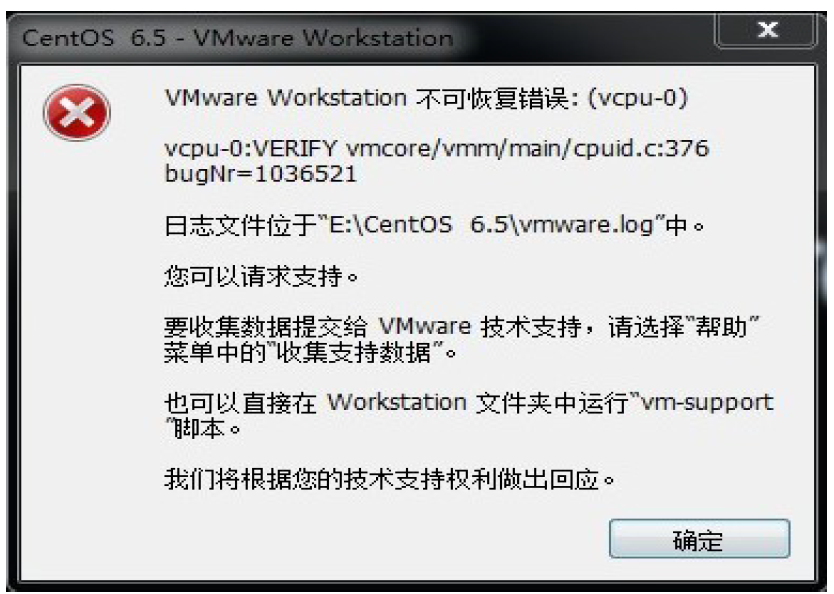 CentOS  6.5 - VMware Workstation
VMware Workstation 不可恢复错误: (vcpu-0)
vcpu-0:VERIFY vmcore/vmm/main/cpuid.c:376
bugNr=1036521
日志文件位于“E:\CentOS  6.5\vmware.log”中。
您可以请求支持。
要收集数据提交给 VMware 技术支持，请选择“帮助”
菜单中的“收集支持数据”。
也可以直接在 Workstation 文件夹中运行“vm-support
”脚本。
我们将根据您的技术支持权利做出回应。
确定